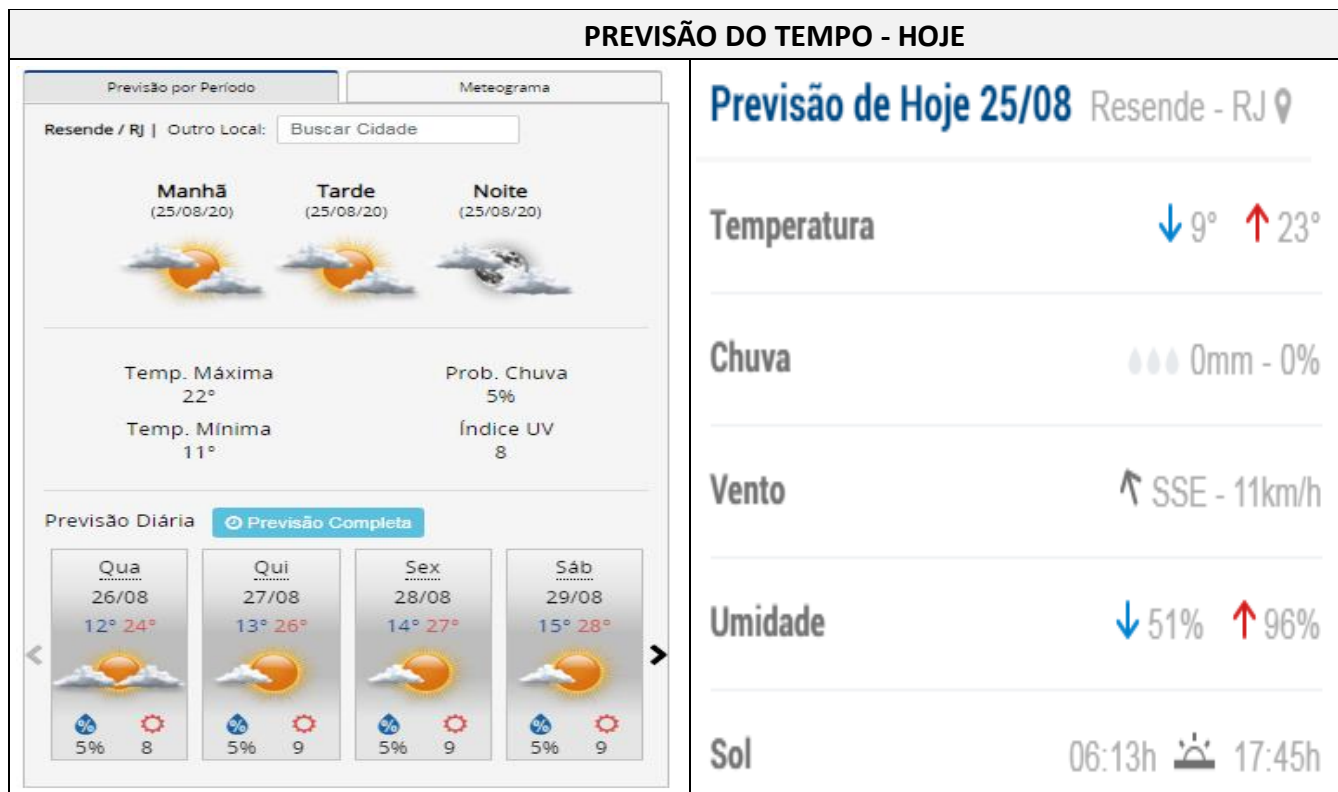 PREVISÃO DO TEMPO - HOJE
Previsão por Período
Meteograma
Resende / RJ | Outro Local: Buscar Cidade
Manhã Tarde Noite
(25/08/20) (25/08/20) (25/08/20)
Temp. Máxima Prob. Chuva
22° 5%
Temp. Mínima Índice UV
11° 8
Previsão Diária Previsão Completa
Qua Qui Sex Sáb
26/08 27/08 28/08 29/08
12° 24° 13° 26° 14° 27° 15° 28°
% % % %
5% 8 5% 9 5% 9 5% 9
Previsão de Hoje 25/08 Resende - RJ
Temperatura 9° 23°
Chuva 0mm - 0%
Vento SSE - 11km/h
Umidade 51% 96%
Sol 06:13h 17:45h